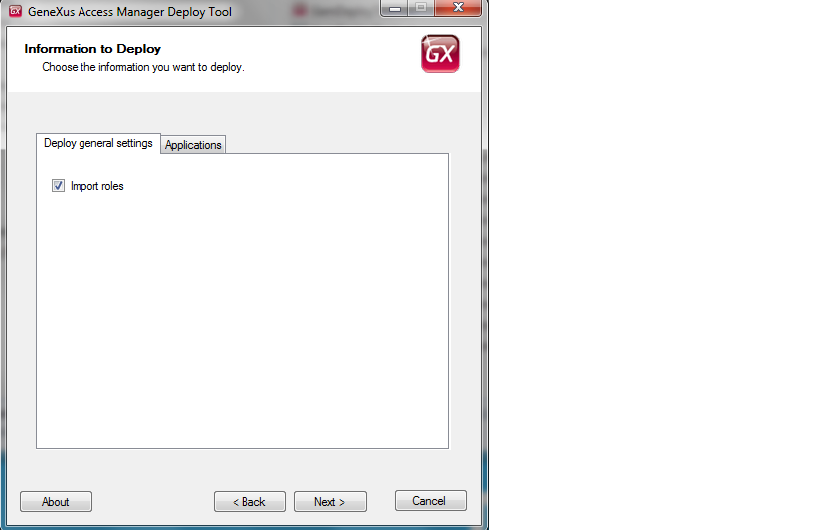 GX GeneXus Access Manager Deploy Tool
Information to Deploy
Choose the information you want to deploy.
GX
Deploy general settings Applications
Import roles
About < Back Next > Cancel